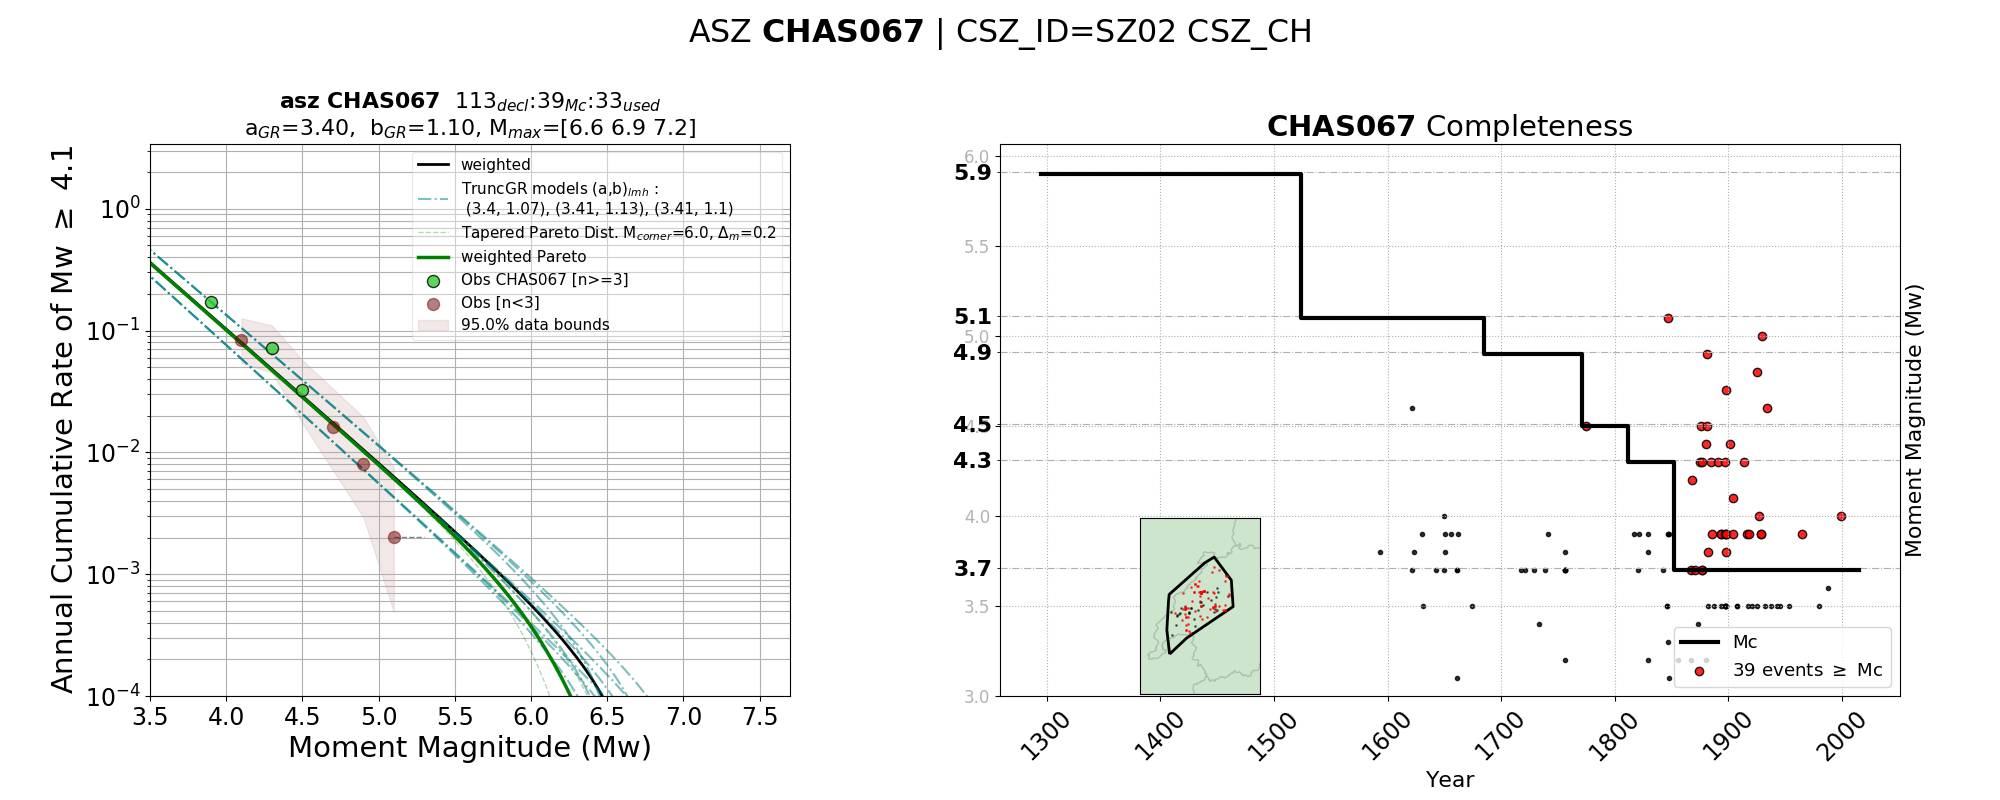 ASZ CHAS067 | CSZ_ID=SZ02 CSZ_CH
asz CHAS067 113decl:39Mc:33used
aGR=3.40, bGR=1.10, Mmax=[6.6 6.9 7.2]
Annual Cumulative Rate of Mw ≥ 4.1
10^0
10^-1
10^-2
10^-3
10^-4
weighted
TruncGR models (a,b)lmh :
(3.4, 1.07), (3.41, 1.13), (3.41, 1.1)
Tapered Pareto Dist. Mcorner=6.0, Δm=0.2
weighted Pareto
Obs CHAS067 [n>=3]
Obs [n<3]
95.0% data bounds
3.5 4.0 4.5 5.0 5.5 6.0 6.5 7.0 7.5
Moment Magnitude (Mw)
CHAS067 Completeness
6.0
5.9
5.5
5.1
5.0
4.9
4.5
4.5
4.3
4.0
3.7
3.5
3.0
Mc
39 events ≥ Mc
1300 1400 1500 1600 1700 1800 1900 2000
Year
Moment Magnitude (Mw)